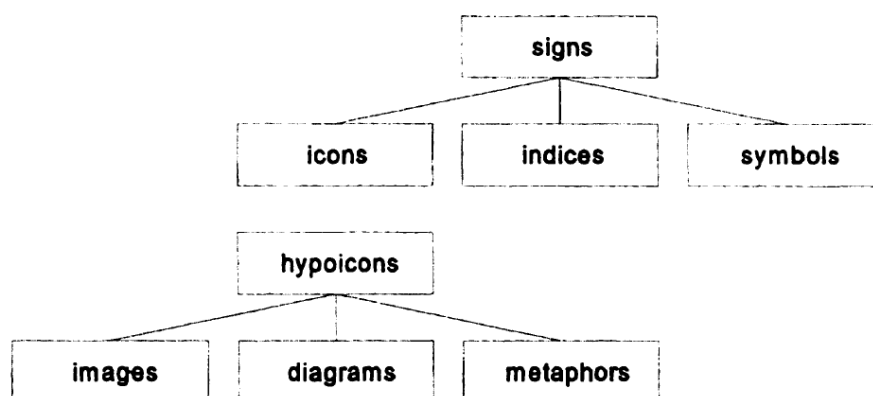 signs
icons indices symbols
hypoicons
images diagrams metaphors